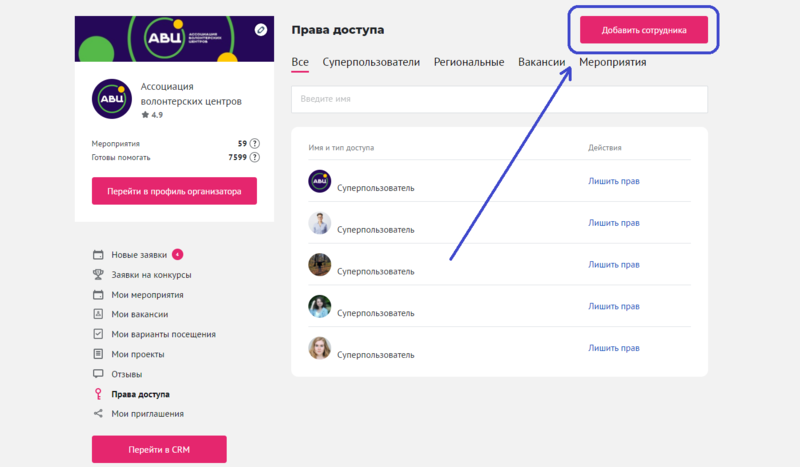 АВЦ
АССОЦИАЦИЯ
ВОЛОНТЕРСКИХ
ЦЕНТРОВ
АВЦ
Ассоциация
волонтерских центров
4.9
Мероприятия 59 ?
Готовы помогать 7599 ?
Перейти в профиль организатора
Новые заявки 4
Заявки на конкурсы
Мои мероприятия
Мои вакансии
Мои варианты посещения
Мои проекты
Отзывы
Права доступа
Мои приглашения
Перейти в CRM
Права доступа
Добавить сотрудника
Все Суперпользователи Региональные Вакансии Мероприятия
Введите имя
Имя и тип доступа Действия
АВЦ
Суперпользователь Лишить прав
Суперпользователь Лишить прав
Суперпользователь Лишить прав
Суперпользователь Лишить прав
Суперпользователь Лишить прав